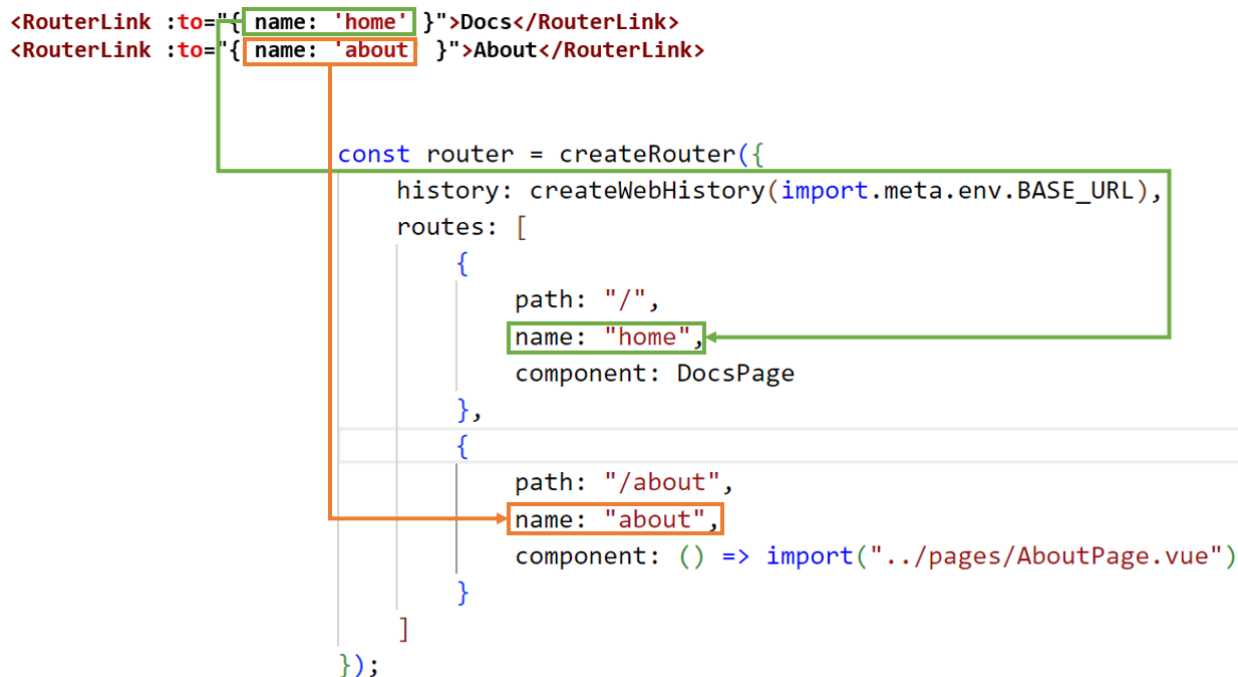 <RouterLink :to="{ name: 'home' }">Docs</RouterLink>
<RouterLink :to="{ name: 'about  }">About</RouterLink>
const router = createRouter({
    history: createWebHistory(import.meta.env.BASE_URL),
    routes: [
        {
            path: "/",
            name: "home",
            component: DocsPage
        },
        {
            path: "/about",
            name: "about",
            component: () => import("../pages/AboutPage.vue")
        }
    ]
});